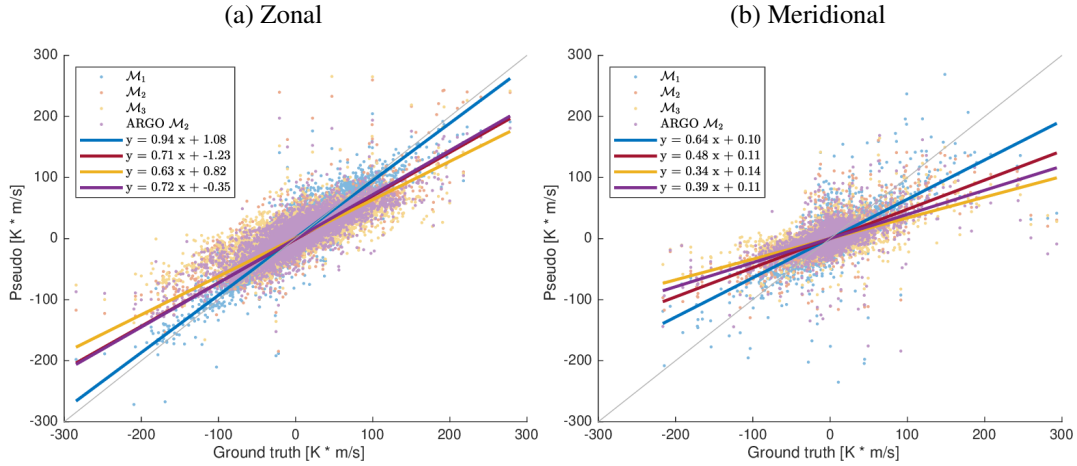 (a) Zonal
300
200
100
0
-100
-200
-300
-300
-200
-100
0
100
200
300
Pseudo [K * m/s]
Ground truth [K * m/s]
M₁
M₂
M₃
ARGO M₂
y = 0.94 x + 1.08
y = 0.71 x + -1.23
y = 0.63 x + 0.82
y = 0.72 x + -0.35
(b) Meridional
300
200
100
0
-100
-200
-300
-300
-200
-100
0
100
200
300
Pseudo [K * m/s]
Ground truth [K * m/s]
M₁
M₂
M₃
ARGO M₂
y = 0.64 x + 0.10
y = 0.48 x + 0.11
y = 0.34 x + 0.14
y = 0.39 x + 0.11